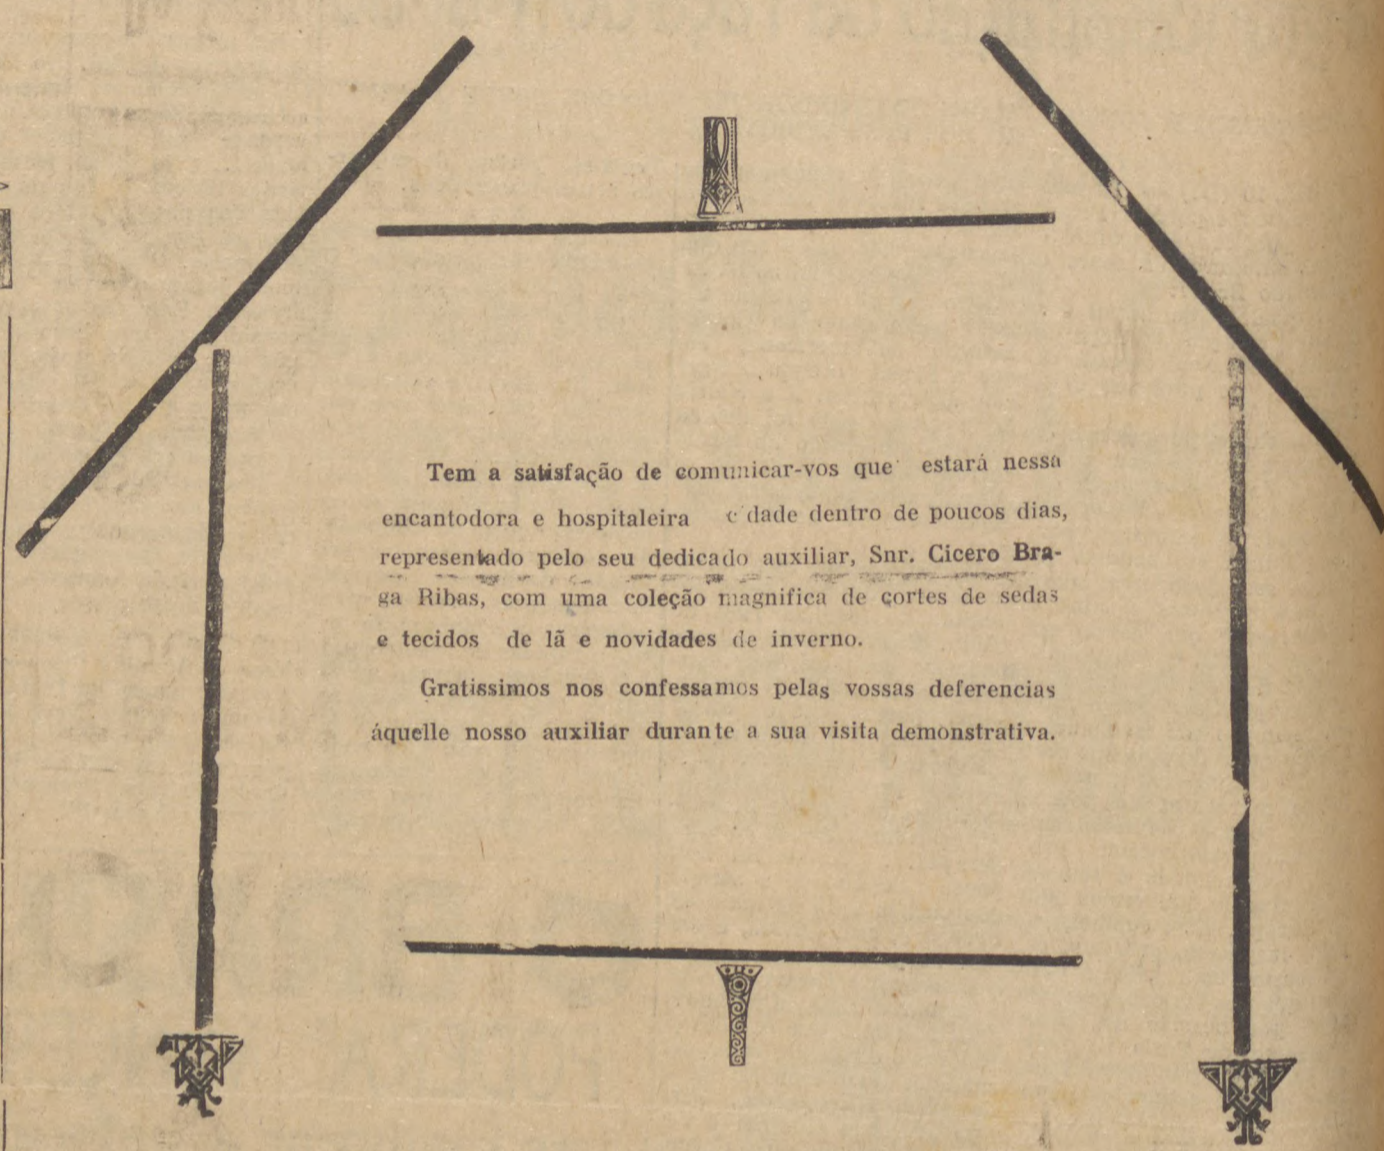 Tem a satisfação de comunicar-vos que estará nessa
encantodora e hospitaleira cidade dentro de poucos dias,
representado pelo seu dedicado auxiliar, Snr. Cicero Bra-
ga Ribas, com uma coleção magnifica de çortes de sedas
e tecidos de lã e novidades de inverno.
Gratissimos nos confessamos pelas vossas deferencias
áquelle nosso auxiliar durante a sua visita demonstrativa.